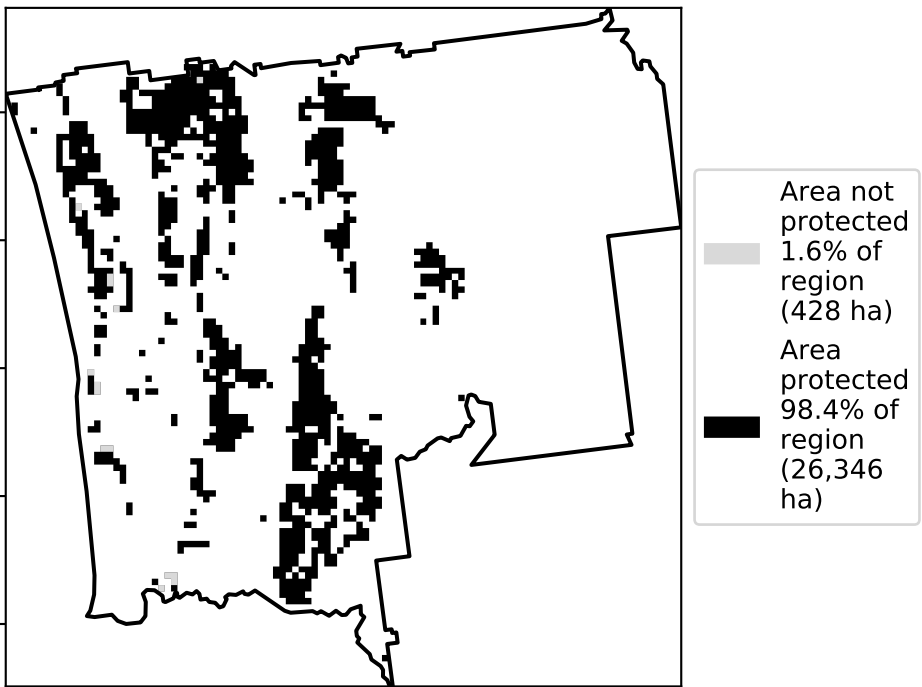 Area not
protected
1.6% of
region
(428 ha)
Area
protected
98.4% of
region
(26,346
ha)